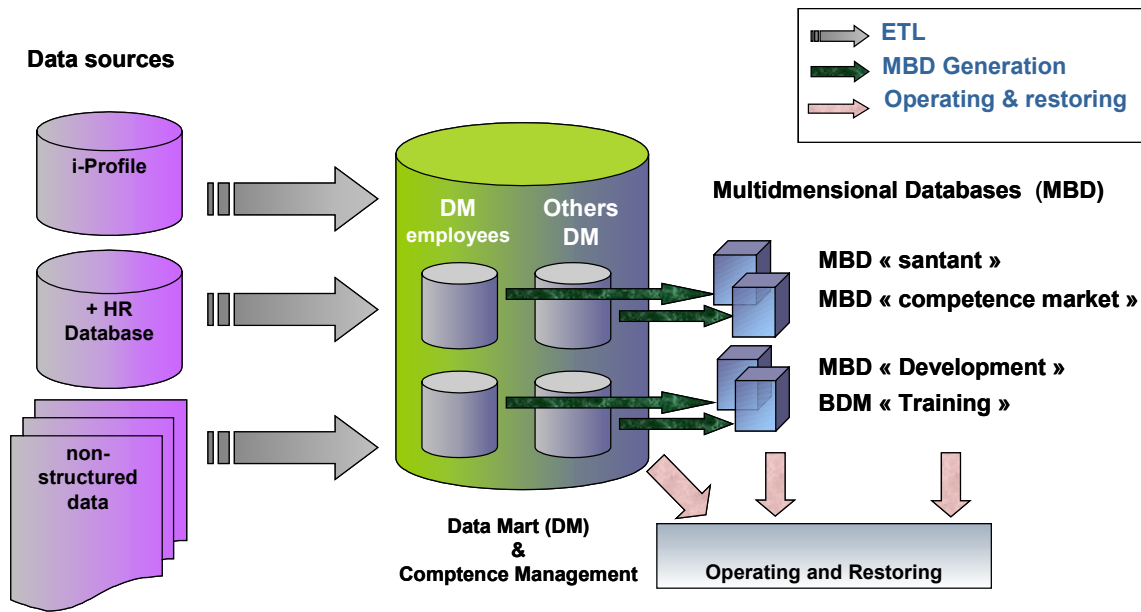 ETL
MBD Generation
Operating & restoring
Data sources
i-Profile
+ HR
Database
non-
structured
data
DM
employees
Others
DM
Multidmensional Databases (MBD)
MBD « santant »
MBD « competence market »
MBD « Development »
BDM « Training »
Data Mart (DM)
&
Comptence Management
Operating and Restoring